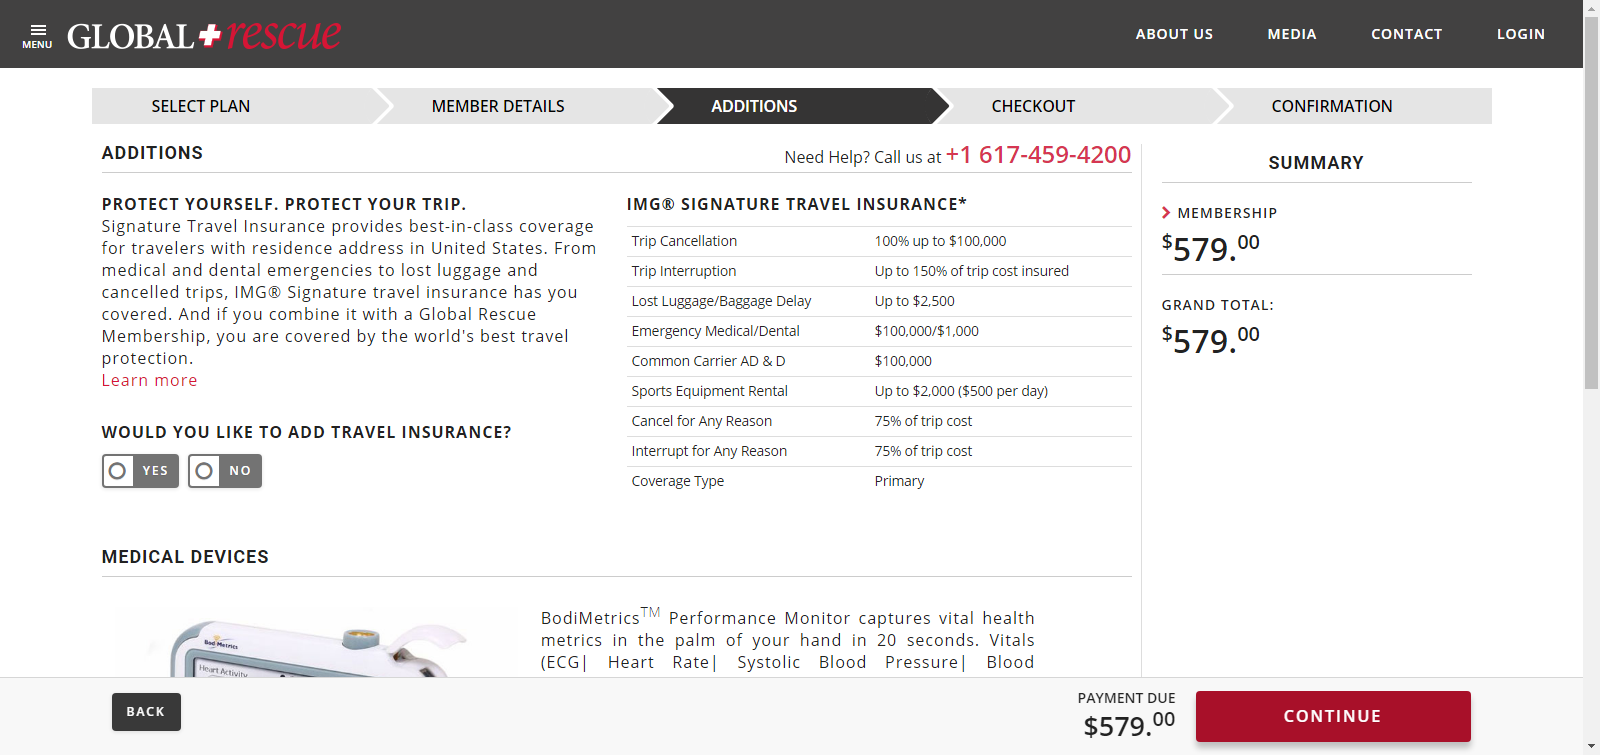 MENU
GLOBAL rescue
ABOUT US
MEDIA
CONTACT
LOGIN
SELECT PLAN
MEMBER DETAILS
ADDITIONS
CHECKOUT
CONFIRMATION
ADDITIONS
Need Help? Call us at +1 617-459-4200
PROTECT YOURSELF. PROTECT YOUR TRIP.
Signature Travel Insurance provides best-in-class coverage
for travelers with residence address in United States. From
medical and dental emergencies to lost luggage and
cancelled trips, IMG® Signature travel insurance has you
covered. And if you combine it with a Global Rescue
Membership, you are covered by the world's best travel
protection.
Learn more
WOULD YOU LIKE TO ADD TRAVEL INSURANCE?
YES
NO
IMG® SIGNATURE TRAVEL INSURANCE*
Trip Cancellation 100% up to $100,000
Trip Interruption Up to 150% of trip cost insured
Lost Luggage/Baggage Delay Up to $2,500
Emergency Medical/Dental $100,000/$1,000
Common Carrier AD & D $100,000
Sports Equipment Rental Up to $2,000 ($500 per day)
Cancel for Any Reason 75% of trip cost
Interrupt for Any Reason 75% of trip cost
Coverage Type Primary
SUMMARY
MEMBERSHIP
$579.00
GRAND TOTAL:
$579.00
MEDICAL DEVICES
Bodi Metrics
Heart Activity
BodiMetrics™ Performance Monitor captures vital health
metrics in the palm of your hand in 20 seconds. Vitals
(ECG| Heart Rate| Systolic Blood Pressure| Blood
BACK
PAYMENT DUE
$579.00
CONTINUE